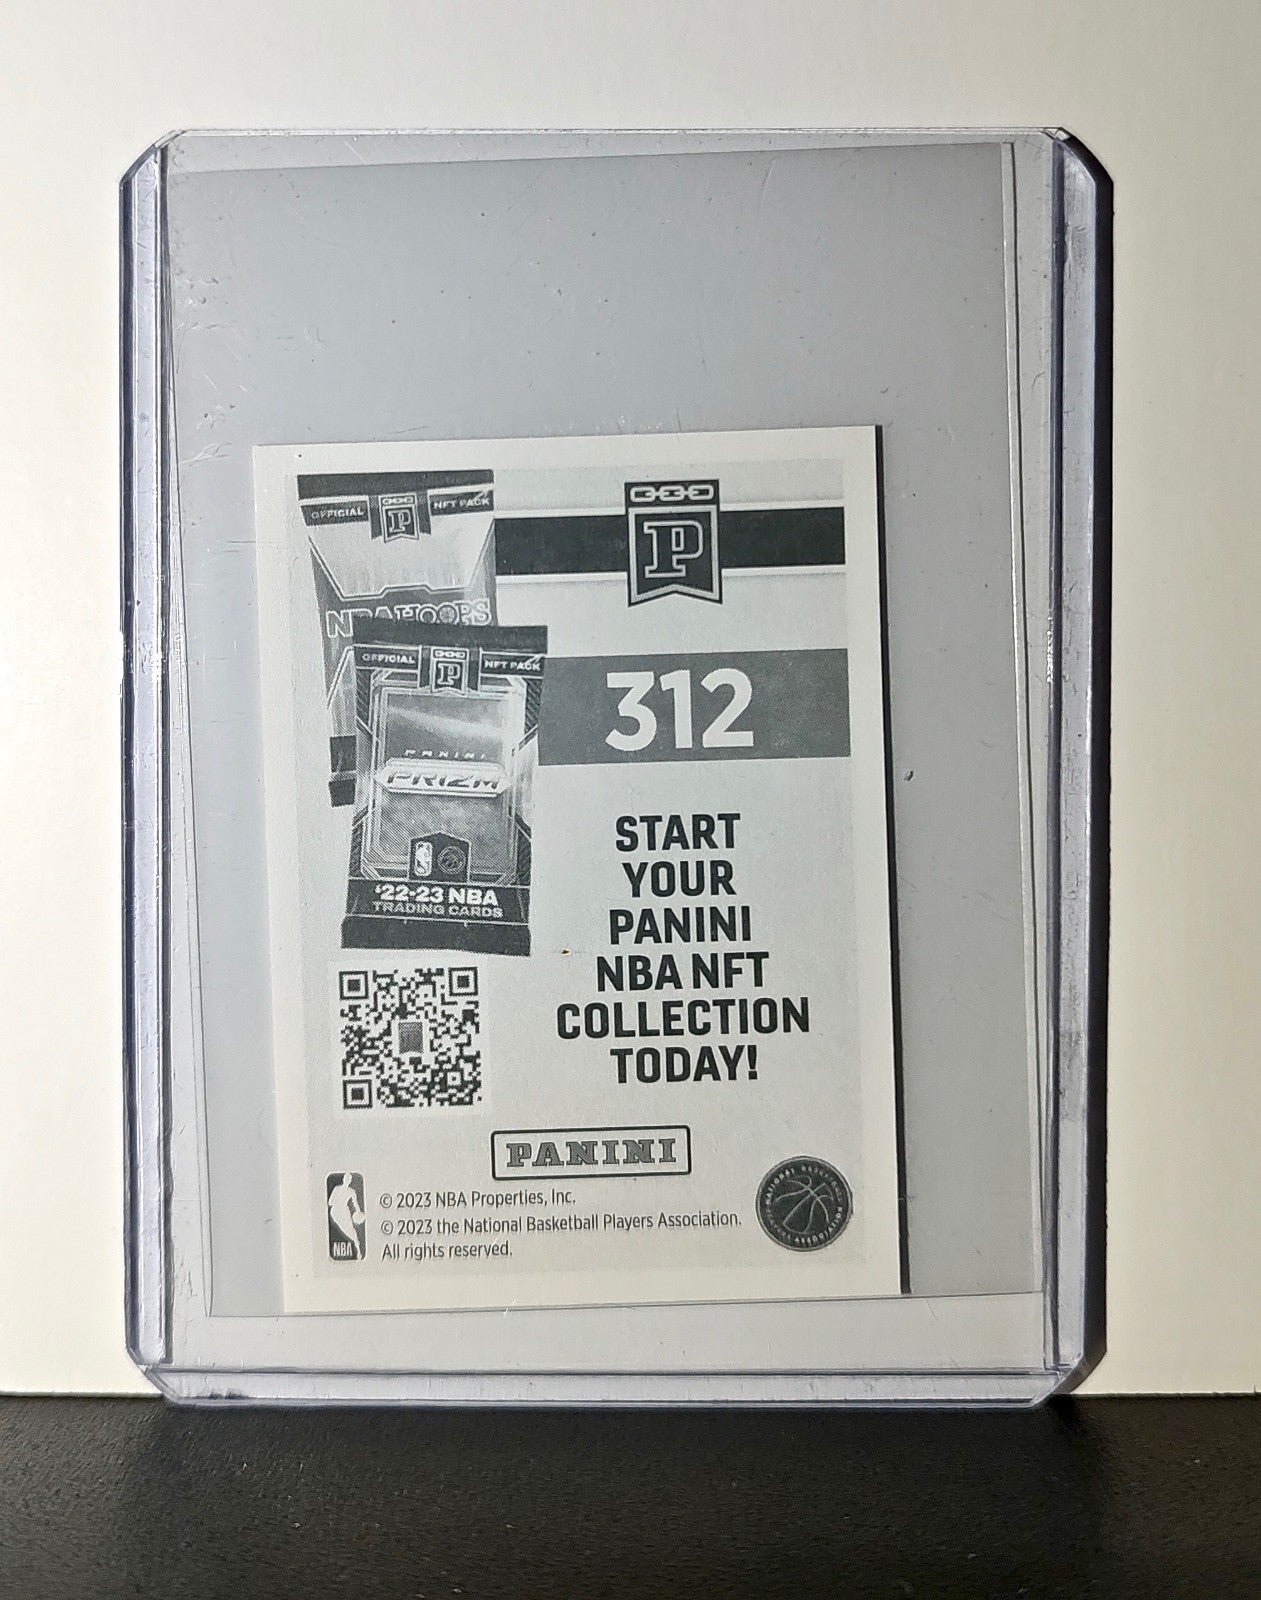 OFFICIAL P NFT PACK
NBA HOOPS
P
OFFICIAL P NFT PACK
PANINI
PRIZM
'22-23 NBA
TRADING CARDS
312
START
YOUR
PANINI
NBA NFT
COLLECTION
TODAY!
PANINI
NBA
© 2023 NBA Properties, Inc.
© 2023 the National Basketball Players Association.
All rights reserved.